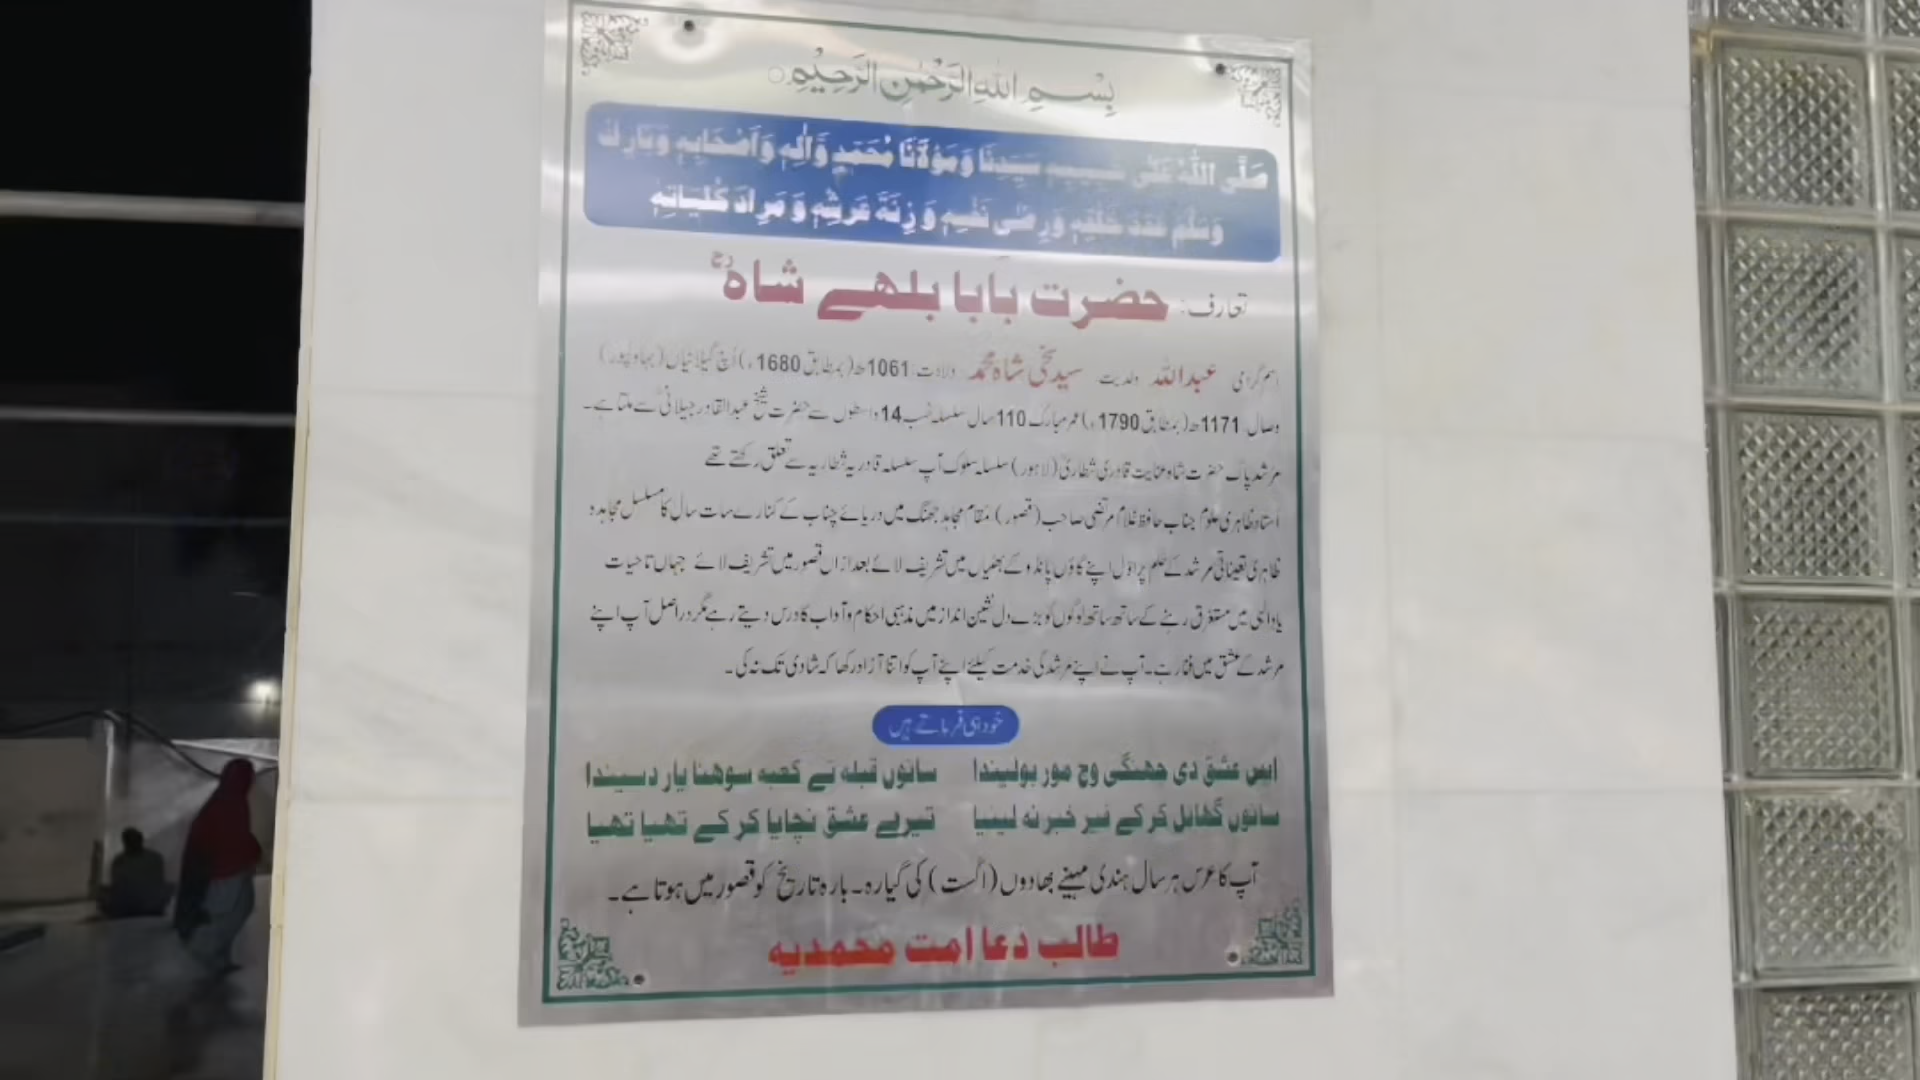 بِسْمِ اللهِ الرَّحْمٰنِ الرَّحِيْمِ
صَلَّى اللهُ عَلٰى حَبِيْبِهٖ سَيِّدِنَا وَمَوْلَانَا مُحَمَّدٍ وَّاٰلِهٖ وَاَصْحَابِهٖ وَبَارِكْ
وَسَلِّمْ عَدَدَ خَلْقِهٖ وَرِضٰى نَفْسِهٖ وَ زِنَةَ عَرْشِهٖ وَ مِدَادَ كَلِمَاتِهٖ
تعارف: حضرت بابا بلھے شاہؒ
اسم گرامی عبداللہ ولدیت سید سخی شاہ محمد ولادت: 1061ھ (بمطابق 1680ء) اُچ گیلانیاں (بہاولپور)
وصال 1171ھ (بمطابق 1790ء) عمر مبارک 110 سال سلسلہ نسب 14 واسطوں سے حضرت شیخ عبدالقادر جیلانیؒ سے ملتا ہے۔
مرشد پاک حضرت شاہ عنایت قادری شطاریؒ (لاہور) سلسلہ سلوک آپ سلسلہ قادریہ شطاریہ سے تعلق رکھتے تھے
اُستاد ظاہری علوم جناب حافظ غلام مرتضیٰ صاحب (قصور) مقام مجاہدہ جھنگ میں دریائے چناب کے کنارے سات سال کا مسلسل مجاہدہ
ظاہری تعیناتی مرشد کے حکم پر اول اپنے گاؤں پانڈو کے بھٹیاں میں تشریف لائے بعد ازاں قصور میں تشریف لائے جہاں تا حیات
یاد الٰہی میں مستغرق رہنے کے ساتھ ساتھ لوگوں کو بڑے دل نشین انداز میں مذہبی احکام و آداب کا درس دیتے رہے مگر دراصل آپ اپنے
مرشد کے عشق میں فنا رہے۔ آپ نے اپنے مرشد کی خدمت کیلئے اپنے آپ کو اتنا آزاد رکھا کہ شادی تک نہ کی۔
خود ہی فرماتے ہیں
ایس عشق دی جھنگی وچ مور بولیندا سانوں قبلہ تے کعبہ سوھنا یار دسیندا
سانوں گھائل کر کے فیر خبر نہ لیئیا تیرے عشق نچایا کر کے تھیا تھیا
آپ کا عرس ہر سال ہندی مہینے بھادوں (اگست) کی گیارہ۔ بارہ تاریخ کو قصور میں ہوتا ہے۔
طالب دعا امت محمدیہ